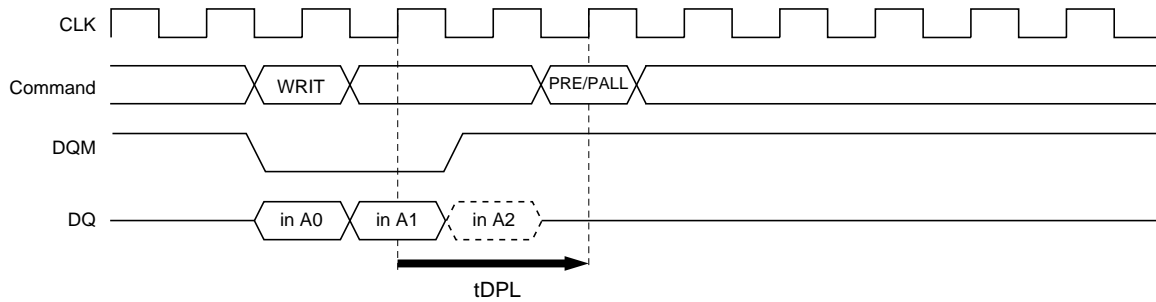 CLK
Command WRIT PRE/PALL
DQM
DQ in A0 in A1 in A2
tDPL